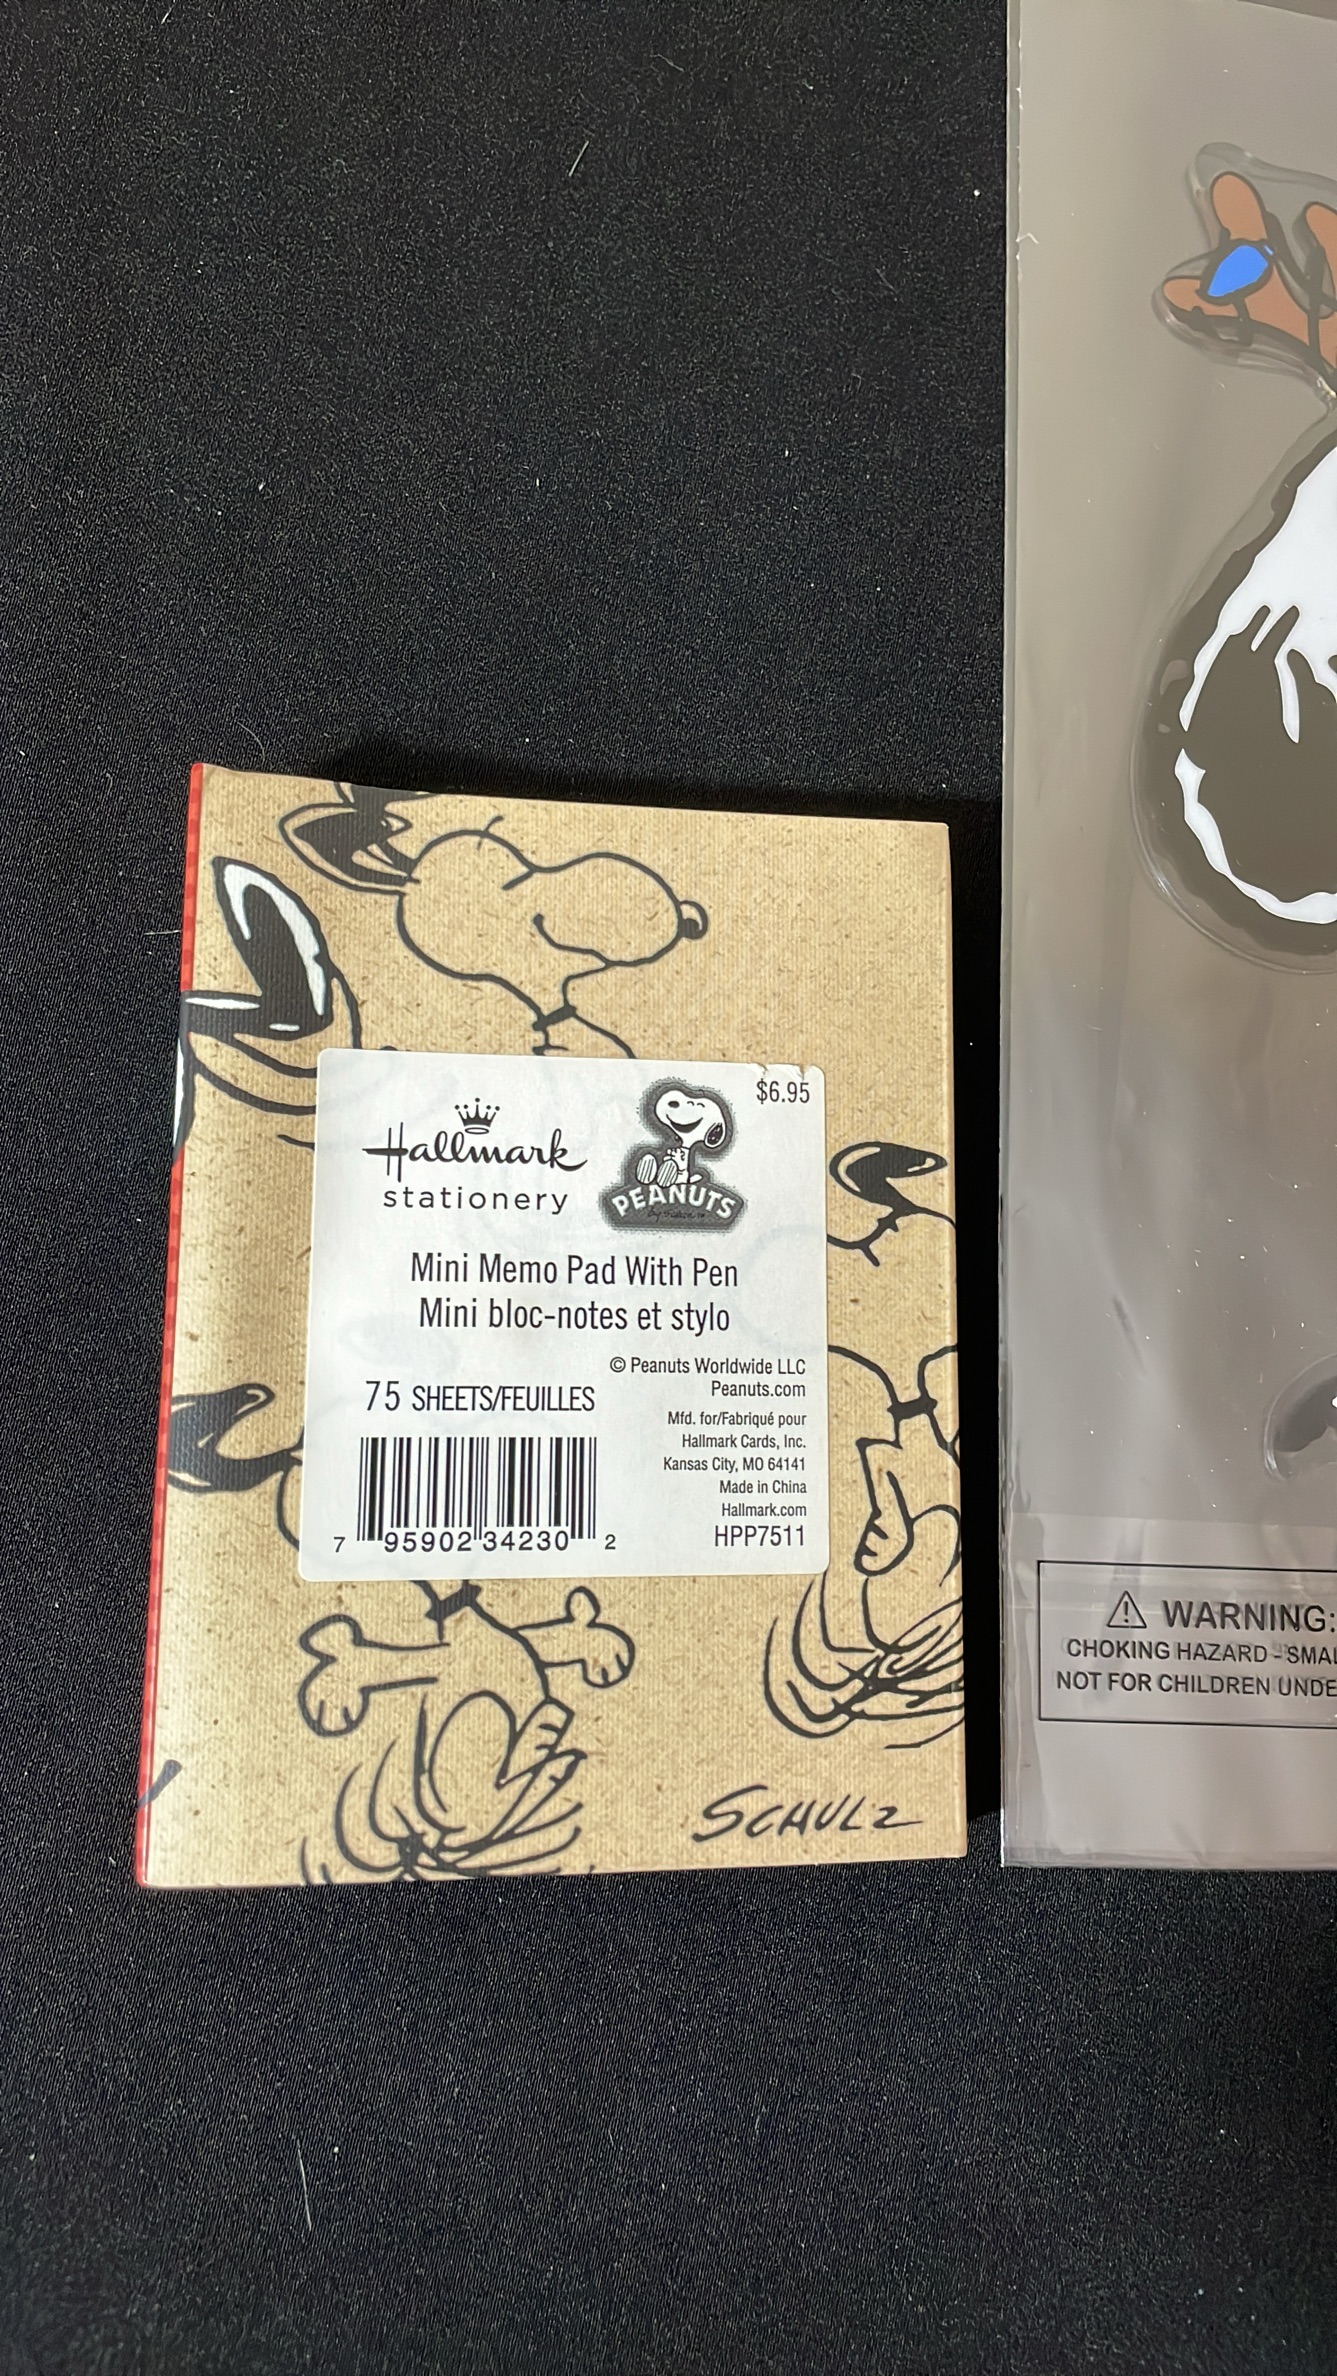 $6.95
Hallmark
stationery
PEANUTS
Mini Memo Pad With Pen
Mini bloc-notes et stylo
© Peanuts Worldwide LLC
Peanuts.com
75 SHEETS/FEUILLES
Mfd. for/Fabriqué pour
Hallmark Cards, Inc.
Kansas City, MO 64141
Made in China
Hallmark.com
HPP7511
7 95902 34230 2
SCHULZ
⚠ WARNING:
CHOKING HAZARD - SMAL
NOT FOR CHILDREN UNDE